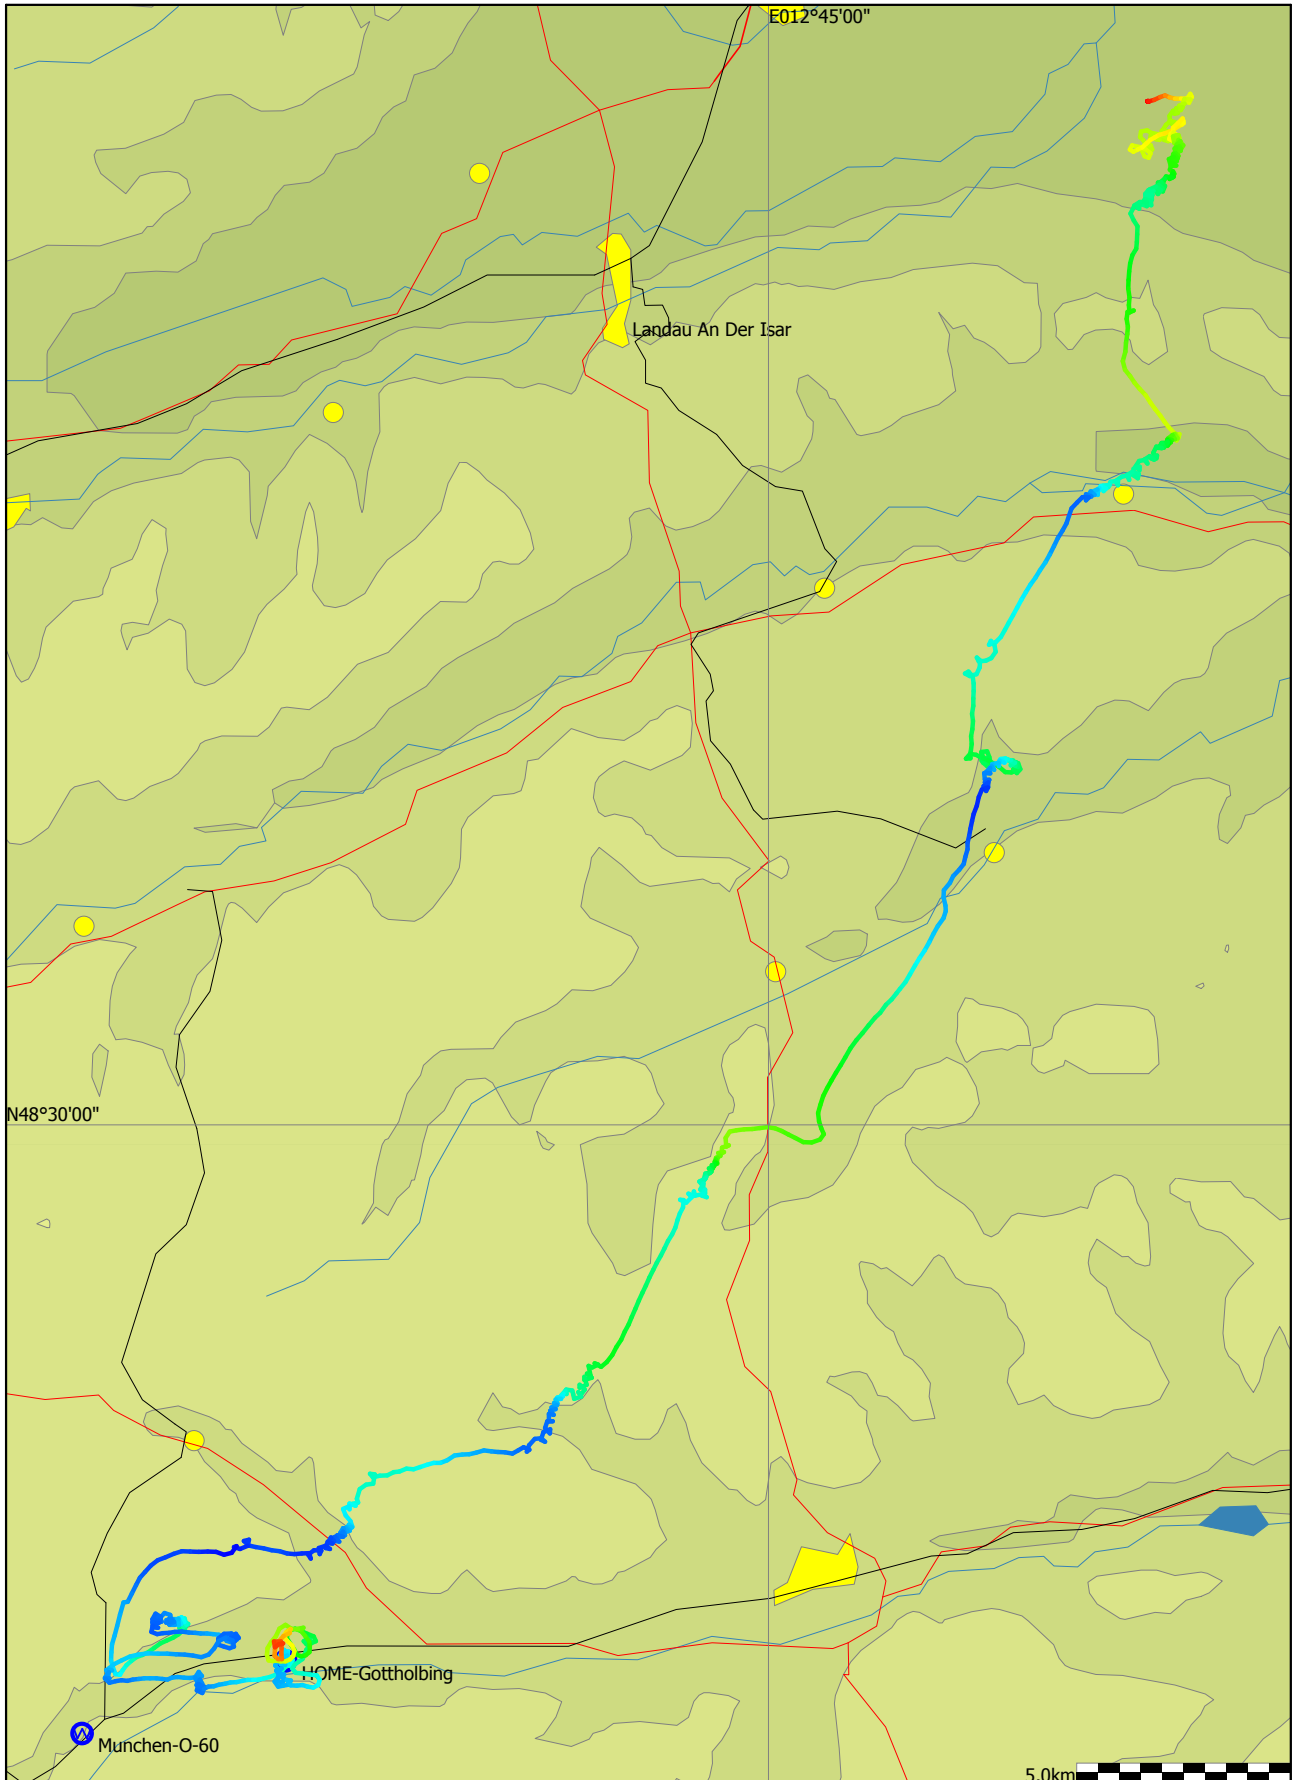 E012°45'00"
Landau An Der Isar
N48°30'00"
HOME-Gottholbing
Munchen-O-60
5.0km